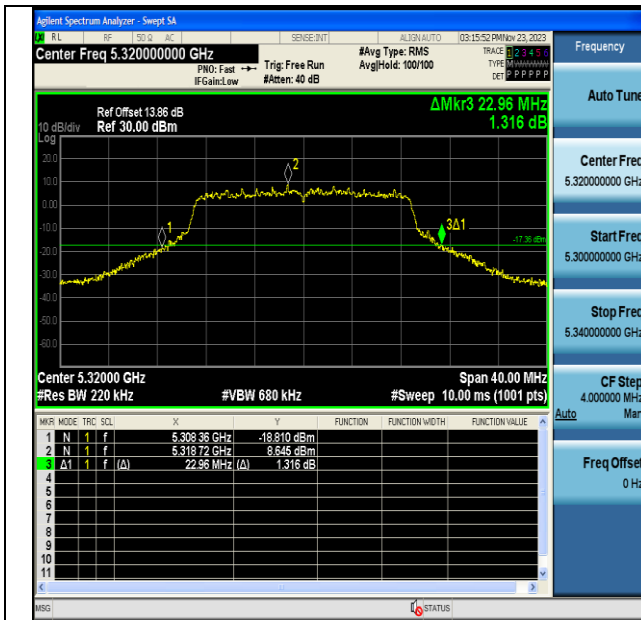 Agilent Spectrum Analyzer - Swept SA
RL RF 50 Ω AC SENSE:INT ALIGN AUTO 03:15:52 PM Nov 23, 2023
Center Freq 5.320000000 GHz
PNO: Fast
IFGain:Low
Trig: Free Run
#Atten: 40 dB
#Avg Type: RMS
Avg|Hold: 100/100
TRACE 1 2 3 4 5 6
TYPE M WWWWW
DET P P P P P P
Frequency
Ref Offset 13.86 dB
10 dB/div Ref 30.00 dBm
Log
ΔMkr3 22.96 MHz
1.316 dB
20.0
10.0
0.00
-10.0
-20.0
-30.0
-40.0
-50.0
-60.0
1
2
3Δ1
-17.36 dBm
Center 5.32000 GHz Span 40.00 MHz
#Res BW 220 kHz #VBW 680 kHz #Sweep 10.00 ms (1001 pts)
MKR MODE TRC SCL X Y FUNCTION FUNCTION WIDTH FUNCTION VALUE
1 N 1 f 5.308 36 GHz -18.810 dBm
2 N 1 f 5.318 72 GHz 8.645 dBm
3 Δ1 1 f (Δ) 22.96 MHz (Δ) 1.316 dB
4
5
6
7
8
9
10
11
MSG STATUS
Auto Tune
Center Freq
5.320000000 GHz
Start Freq
5.300000000 GHz
Stop Freq
5.340000000 GHz
CF Step
4.000000 MHz
Auto Man
Freq Offset
0 Hz